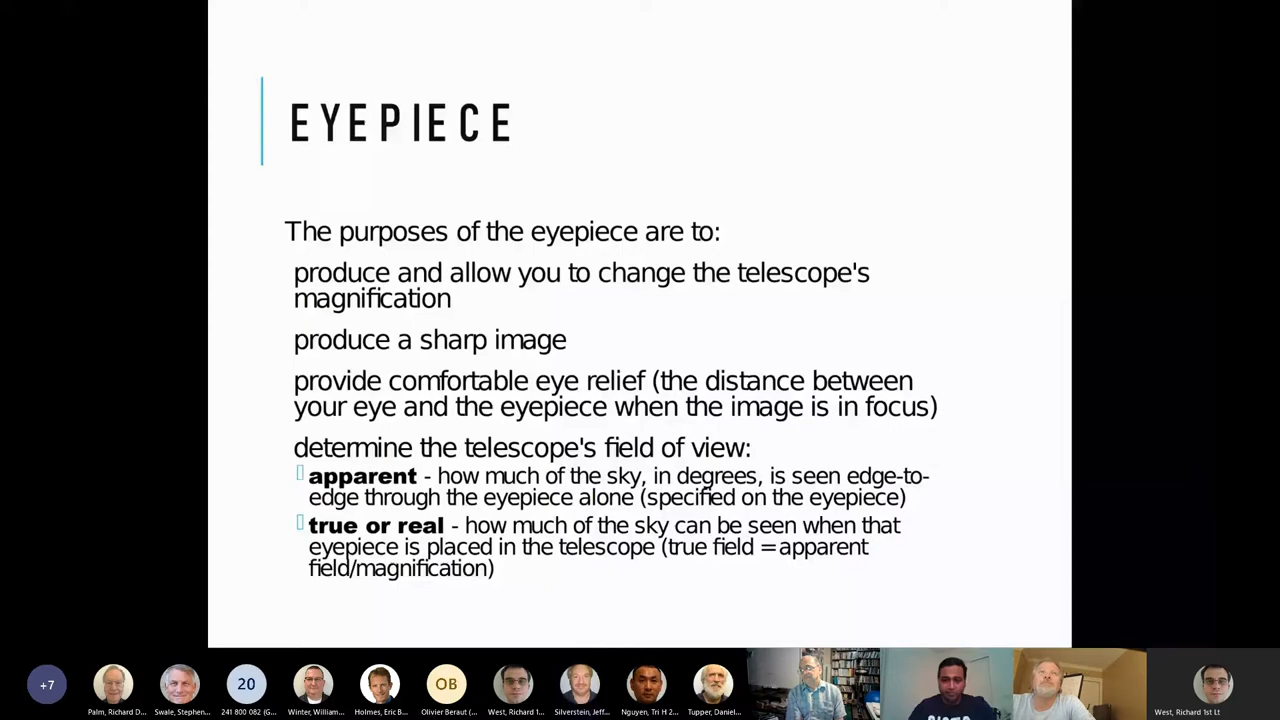 EYEPIECE
The purposes of the eyepiece are to:
produce and allow you to change the telescope's
magnification
produce a sharp image
provide comfortable eye relief (the distance between
your eye and the eyepiece when the image is in focus)
determine the telescope's field of view:
apparent - how much of the sky, in degrees, is seen edge-to-
edge through the eyepiece alone (specified on the eyepiece)
true or real - how much of the sky can be seen when that
eyepiece is placed in the telescope (true field = apparent
field/magnification)
+7
20
OB
Palm, Richard D...
Swale, Stephen...
241 800 082 (G...
Winter, William...
Holmes, Eric B...
Olivier Beraut (...
West, Richard 1...
Silverstein, Jeff...
Nguyen, Tri H 2...
Tupper, Daniel...
West, Richard 1st Lt